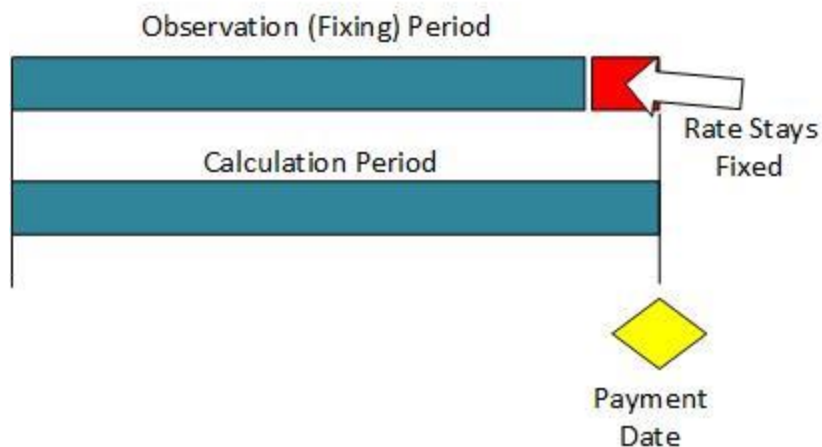 Observation (Fixing) Period
Rate Stays
Fixed
Calculation Period
Payment
Date